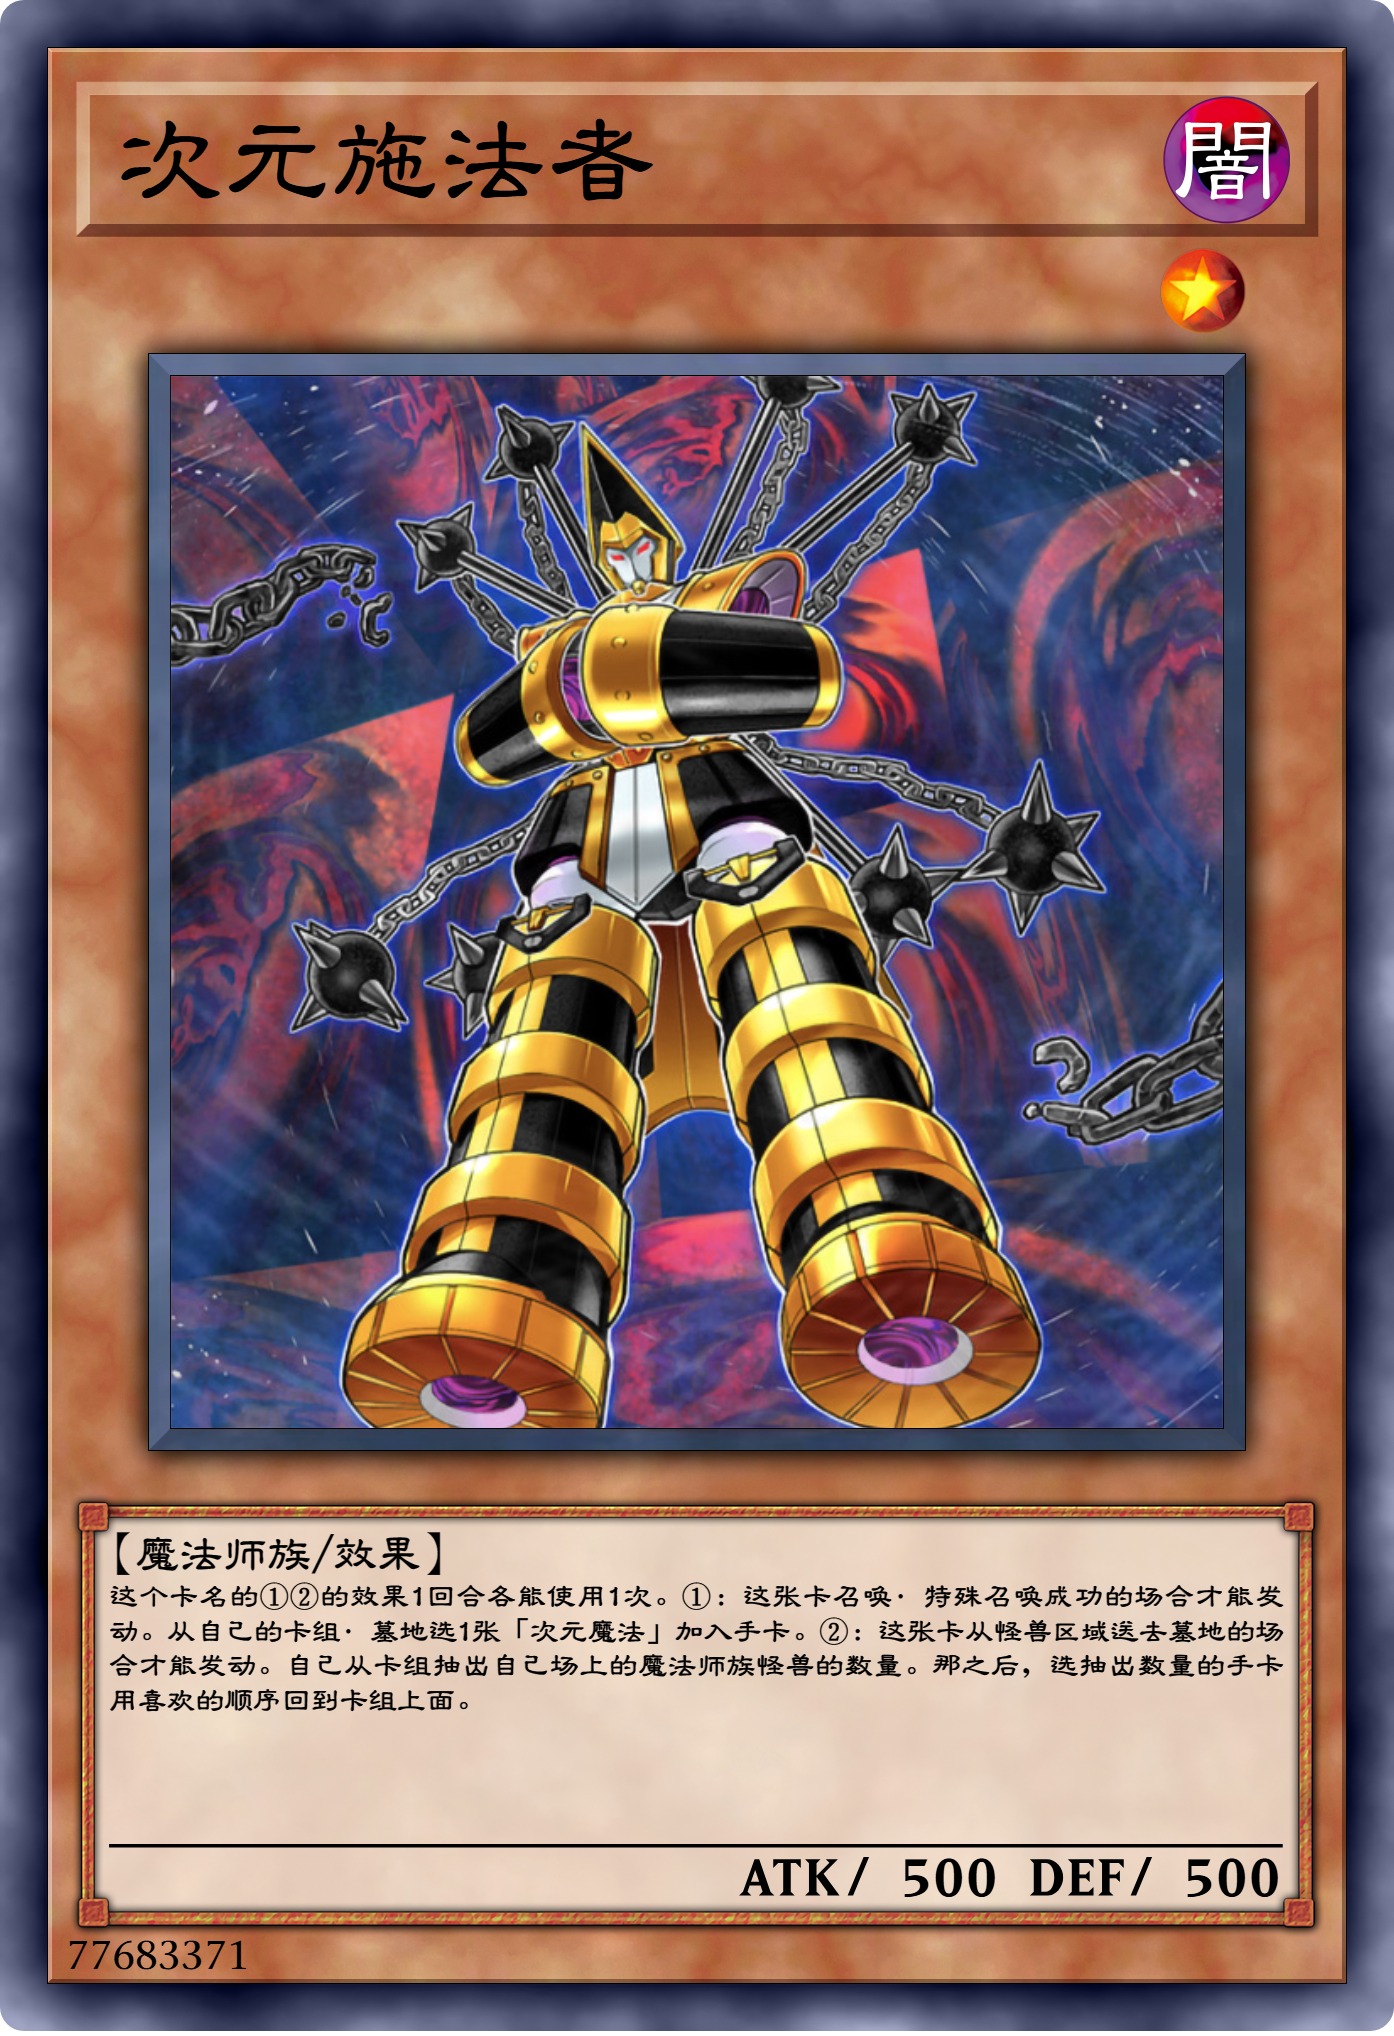 次元施法者
闇
【魔法师族/效果】
这个卡名的①②的效果1回合各能使用1次。①：这张卡召唤·特殊召唤成功的场合才能发
动。从自己的卡组·墓地选1张「次元魔法」加入手卡。②：这张卡从怪兽区域送去墓地的场
合才能发动。自己从卡组抽出自己场上的魔法师族怪兽的数量。那之后，选抽出数量的手卡
用喜欢的顺序回到卡组上面。
ATK/ 500 DEF/ 500
77683371